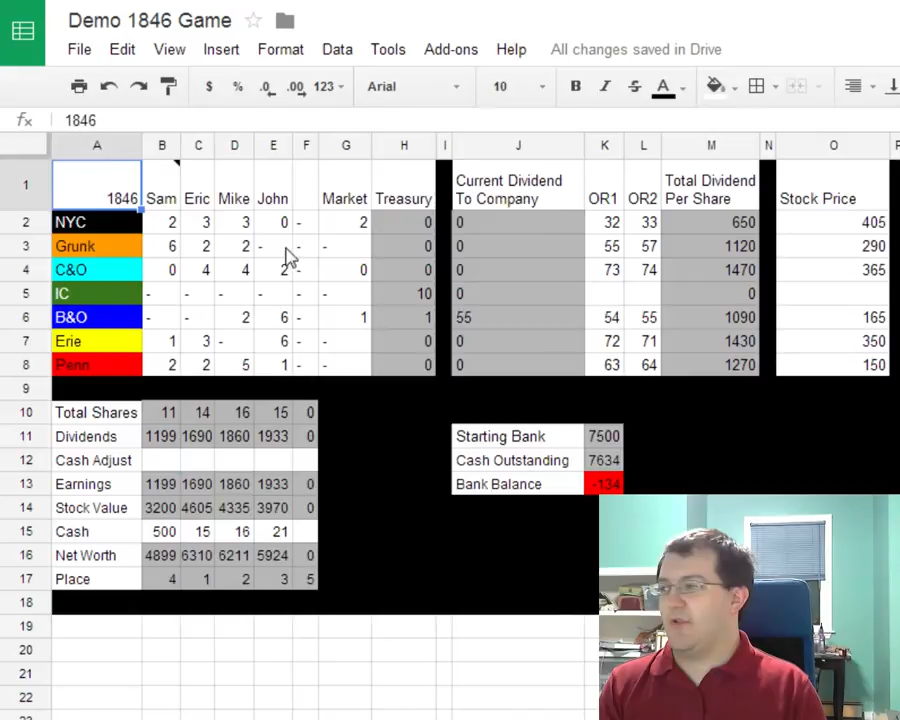 Demo 1846 Game
File Edit View Insert Format Data Tools Add-ons Help All changes saved in Drive
$ % .0 .00 123 Arial 10 B I S A
fx 1846
A B C D E F G H I J K L M N O
1 1846 Sam Eric Mike John Market Treasury Current Dividend To Company OR1 OR2 Total Dividend Per Share Stock Price
2 NYC 2 3 3 0 - 2 0 0 32 33 650 405
3 Grunk 6 2 2 - - - 0 0 55 57 1120 290
4 C&O 0 4 4 2 - 0 0 0 73 74 1470 365
5 IC - - - - - - 10 0 0
6 B&O - - 2 6 - 1 1 55 54 55 1090 165
7 Erie 1 3 - 6 - - 0 0 72 71 1430 350
8 Penn 2 2 5 1 - - 0 0 63 64 1270 150
9
10 Total Shares 11 14 16 15 0
11 Dividends 1199 1690 1860 1933 0 Starting Bank 7500
12 Cash Adjust Cash Outstanding 7634
13 Earnings 1199 1690 1860 1933 0 Bank Balance -134
14 Stock Value 3200 4605 4335 3970 0
15 Cash 500 15 16 21
16 Net Worth 4899 6310 6211 5924 0
17 Place 4 1 2 3 5
18
19
20
21
22